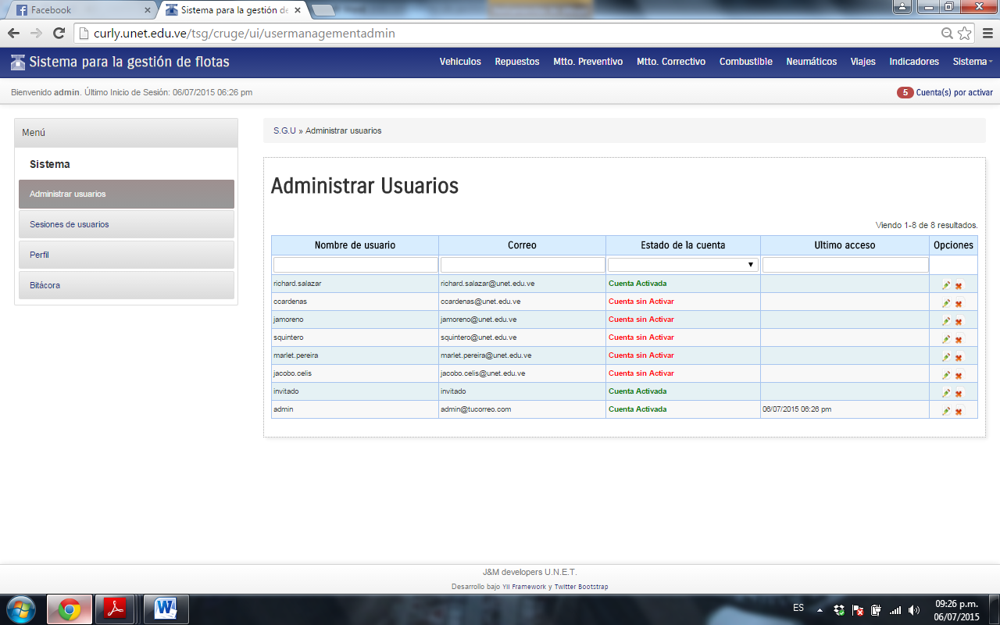 Facebook
Sistema para la gestión de
curly.unet.edu.ve/tsg/cruge/ui/usermanagementadmin
Sistema para la gestión de flotas
Vehiculos Repuestos Mtto. Preventivo Mtto. Correctivo Combustible Neumáticos Viajes Indicadores Sistema
Bienvenido admin. Último Inicio de Sesión: 06/07/2015 06:26 pm
5 Cuenta(s) por activar
Menú
Sistema
Administrar usuarios
Sesiones de usuarios
Perfil
Bitácora
S.G.U » Administrar usuarios
Administrar Usuarios
Viendo 1-8 de 8 resultados.
Nombre de usuario Correo Estado de la cuenta Ultimo acceso Opciones
richard.salazar richard.salazar@unet.edu.ve Cuenta Activada
ccardenas ccardenas@unet.edu.ve Cuenta sin Activar
jamoreno jamoreno@unet.edu.ve Cuenta sin Activar
squintero squintero@unet.edu.ve Cuenta sin Activar
marlet.pereira marlet.pereira@unet.edu.ve Cuenta sin Activar
jacobo.celis jacobo.celis@unet.edu.ve Cuenta sin Activar
invitado invitado Cuenta Activada
admin admin@tucorreo.com Cuenta Activada 06/07/2015 06:26 pm
J&M developers U.N.E.T.
Desarrollo bajo YII Framework y Twitter Bootstrap
ES
09:26 p.m.
06/07/2015